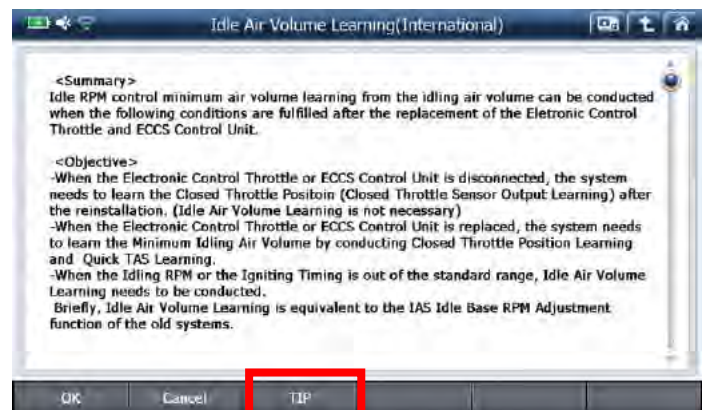 Idle Air Volume Learning(International)
<Summary>
Idle RPM control minimum air volume learning from the idling air volume can be conducted
when the following conditions are fulfilled after the replacement of the Eletronic Control
Throttle and ECCS Control Unit.
<Objective>
-When the Electronic Control Throttle or ECCS Control Unit is disconnected, the system
needs to learn the Closed Throttle Positoin (Closed Throttle Sensor Output Learning) after
the reinstallation. (Idle Air Volume Learning is not necessary)
-When the Electronic Control Throttle or ECCS Control Unit is replaced, the system needs
to learn the Minimum Idling Air Volume by conducting Closed Throttle Position Learning
and Quick TAS Learning.
-When the Idling RPM or the Igniting Timing is out of the standard range, Idle Air Volume
Learning needs to be conducted.
Briefly, Idle Air Volume Learning is equivalent to the IAS Idle Base RPM Adjustment
function of the old systems.
OK Cancel TIP